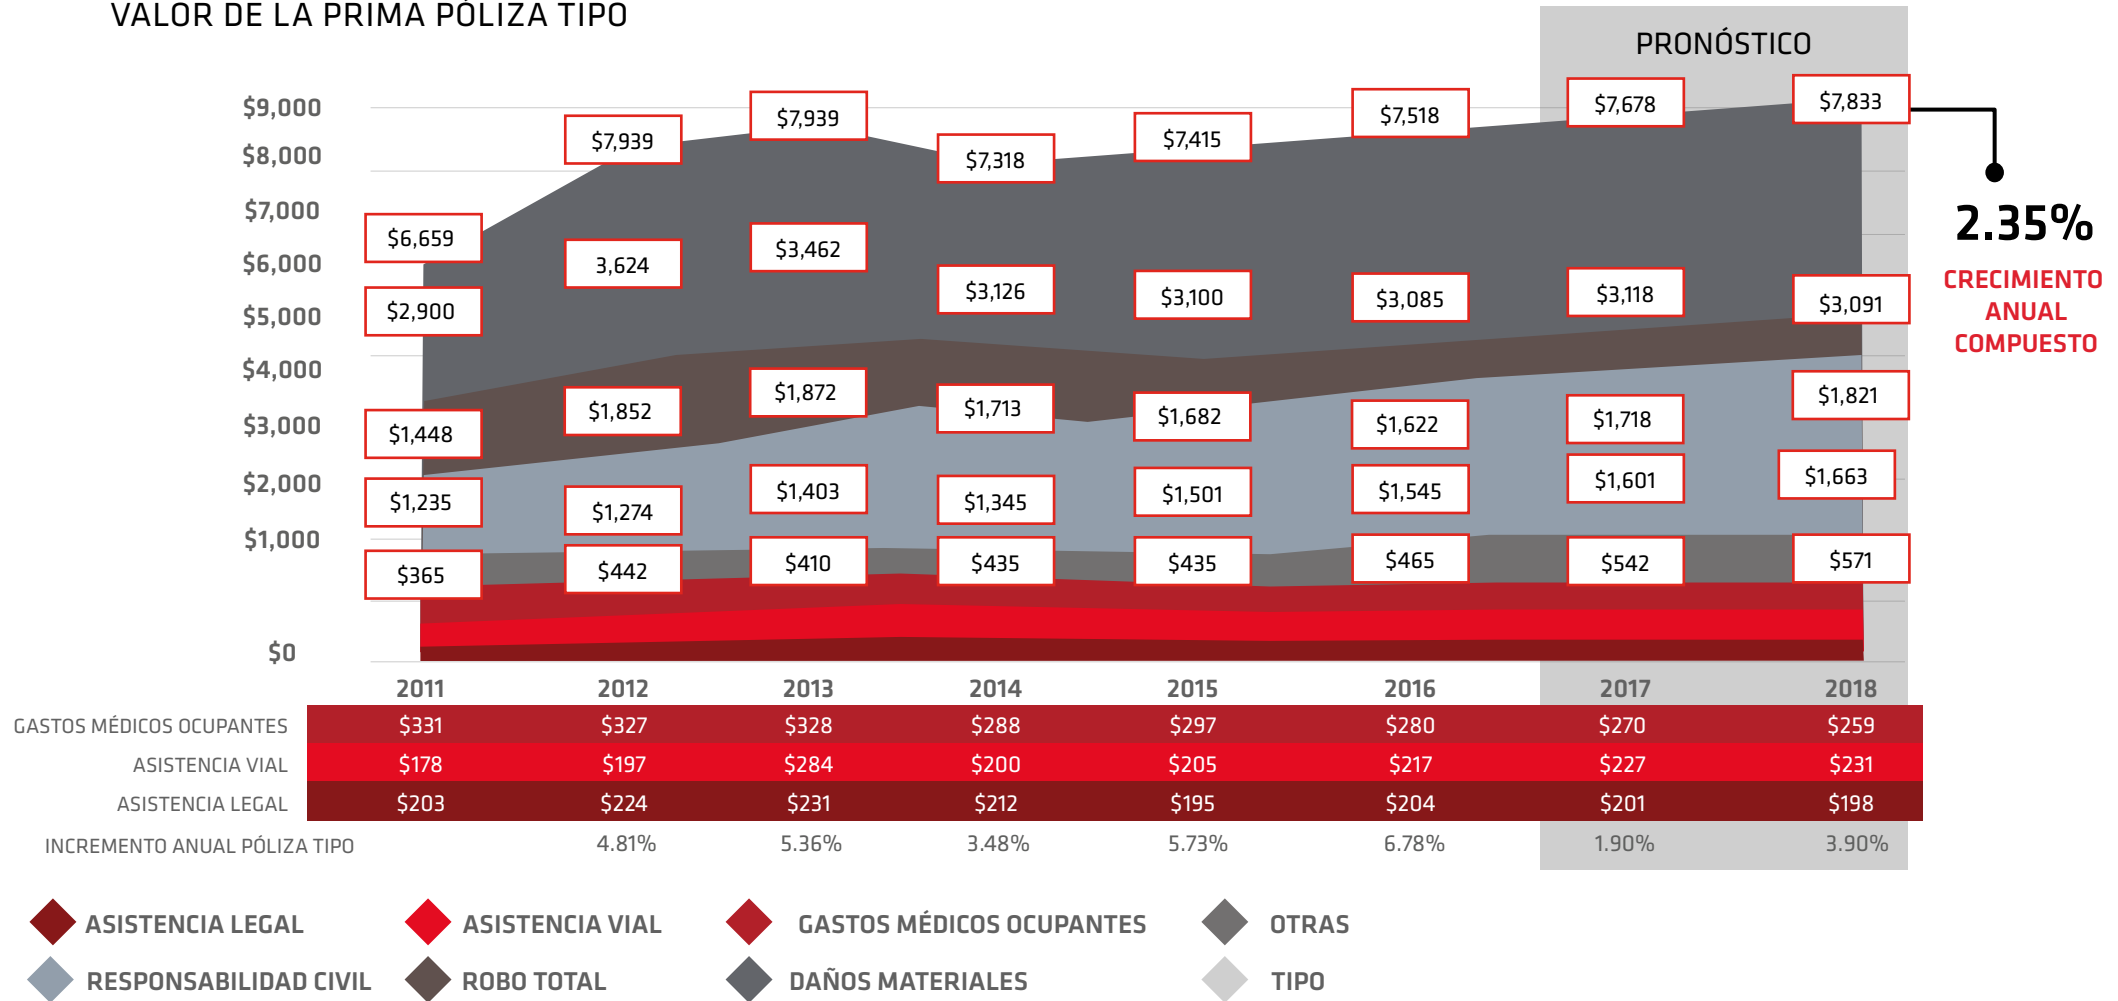 VALOR DE LA PRIMA PÓLIZA TIPO
PRONÓSTICO
$9,000
$8,000
$7,000
$6,000
$5,000
$4,000
$3,000
$2,000
$1,000
$0
$6,659 $7,939 $7,939 $7,318 $7,415 $7,518 $7,678 $7,833
$2,900 3,624 $3,462 $3,126 $3,100 $3,085 $3,118 $3,091
$1,448 $1,852 $1,872 $1,713 $1,682 $1,622 $1,718 $1,821
$1,235 $1,274 $1,403 $1,345 $1,501 $1,545 $1,601 $1,663
$365 $442 $410 $435 $435 $465 $542 $571
2.35%
CRECIMIENTO
ANUAL
COMPUESTO
2011 2012 2013 2014 2015 2016 2017 2018
GASTOS MÉDICOS OCUPANTES $331 $327 $328 $288 $297 $280 $270 $259
ASISTENCIA VIAL $178 $197 $284 $200 $205 $217 $227 $231
ASISTENCIA LEGAL $203 $224 $231 $212 $195 $204 $201 $198
INCREMENTO ANUAL PÓLIZA TIPO 4.81% 5.36% 3.48% 5.73% 6.78% 1.90% 3.90%
ASISTENCIA LEGAL ASISTENCIA VIAL GASTOS MÉDICOS OCUPANTES OTRAS
RESPONSABILIDAD CIVIL ROBO TOTAL DAÑOS MATERIALES TIPO